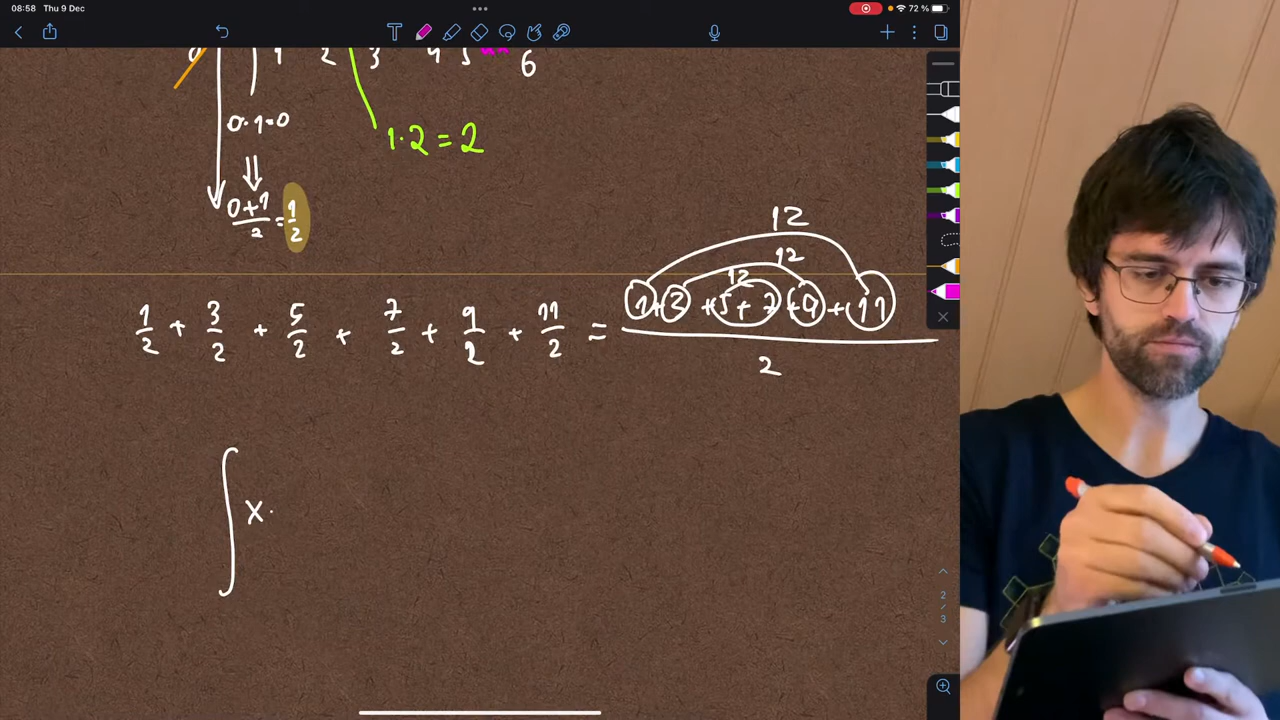 08:58 Thu 9 Dec
72 %
1 2 3 4 5 6
0·1=0
1·2=2
0+1/2 = 1/2
12
12
12
1/2 + 3/2 + 5/2 + 7/2 + 9/2 + 11/2 = (1+3+5+7+9+11)/2
∫ x·
2/3